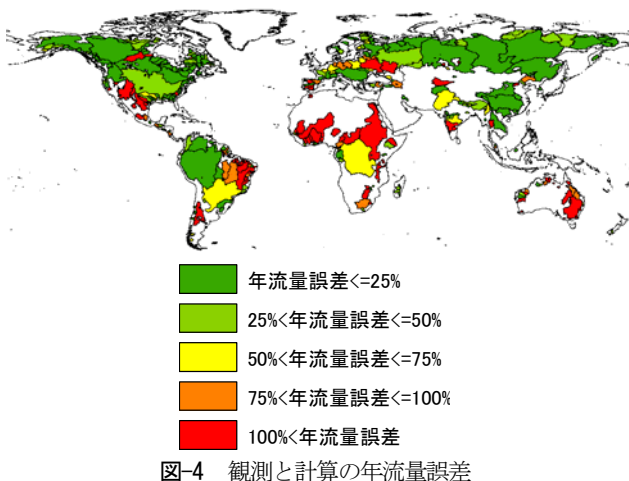 年流量誤差<=25%
25%<年流量誤差<=50%
50%<年流量誤差<=75%
75%<年流量誤差<=100%
100%<年流量誤差
図-4 観測と計算の年流量誤差